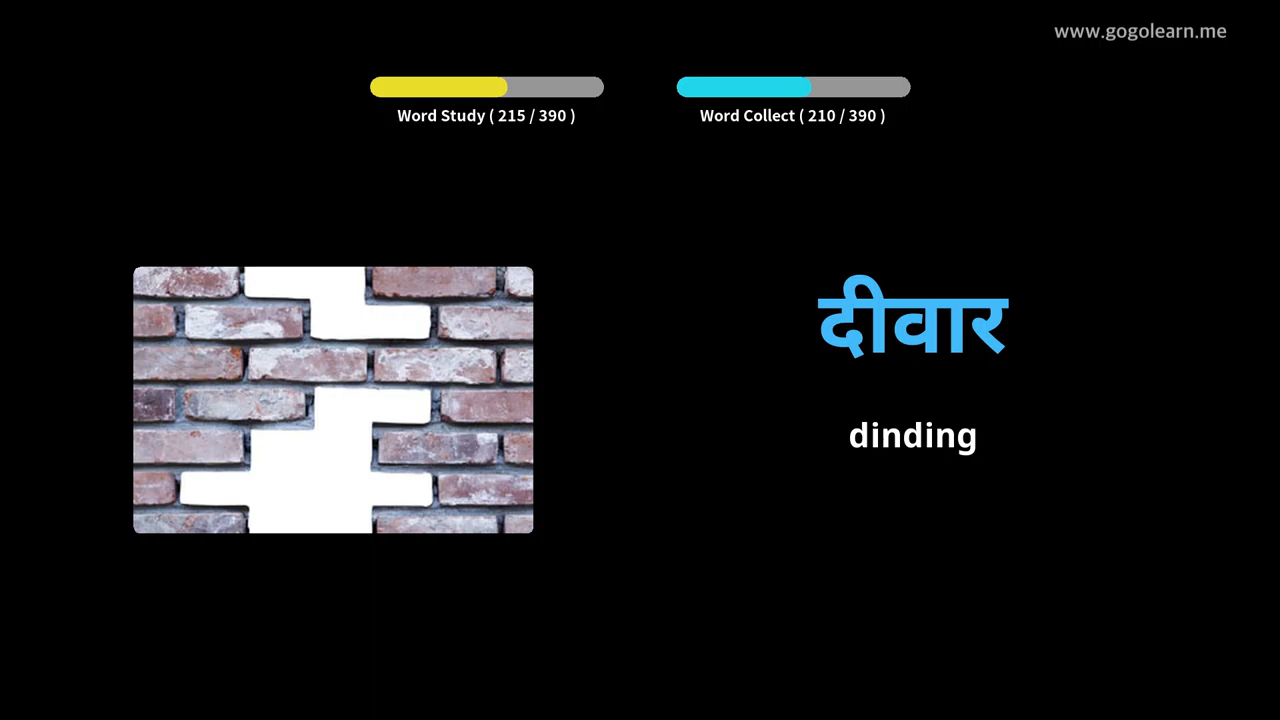 www.gogolearn.me
Word Study ( 215 / 390 )
Word Collect ( 210 / 390 )
दीवार
dinding